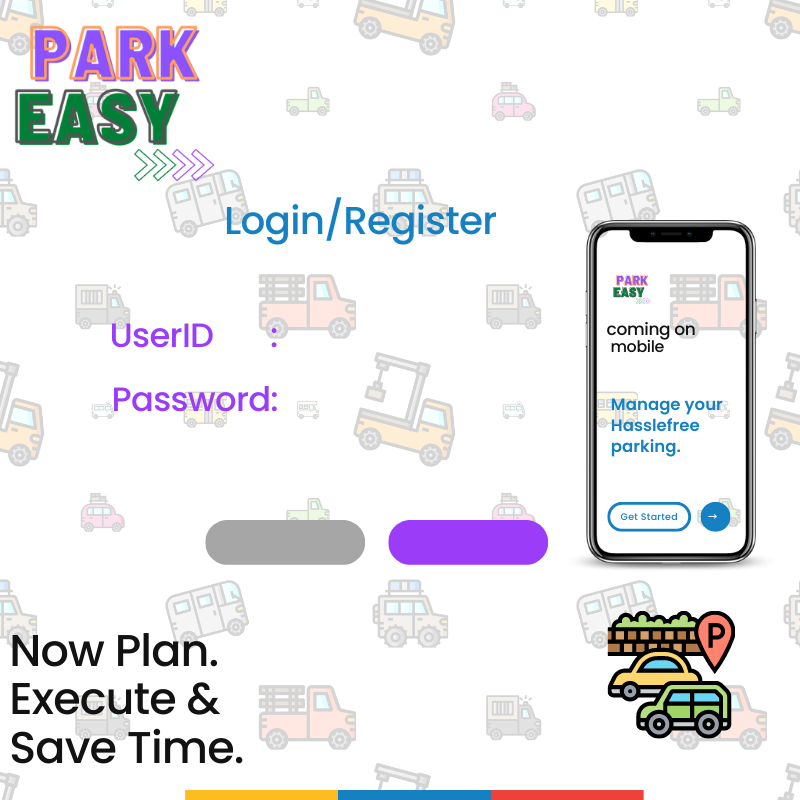 PARK
EASY
Login/Register
UserID :
Password:
PARK
EASY
coming on
mobile
Manage your
Hasslefree
parking.
Get Started →
Now Plan.
Execute &
Save Time.
P